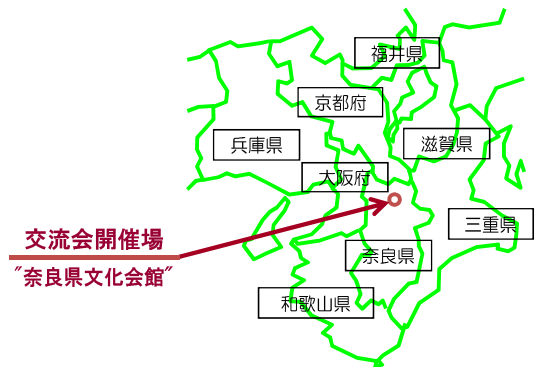 福井県
京都府
兵庫県
滋賀県
大阪府
三重県
交流会開催場
"奈良県文化会館"
奈良県
和歌山県